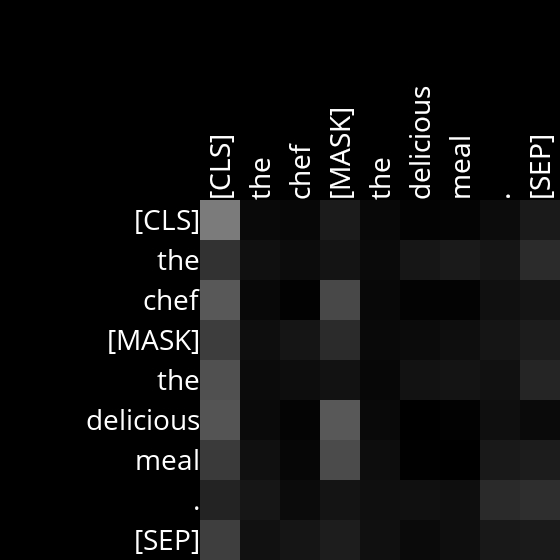 [CLS] the chef [MASK] the delicious meal . [SEP]
[CLS]
the
chef
[MASK]
the
delicious
meal
.
[SEP]